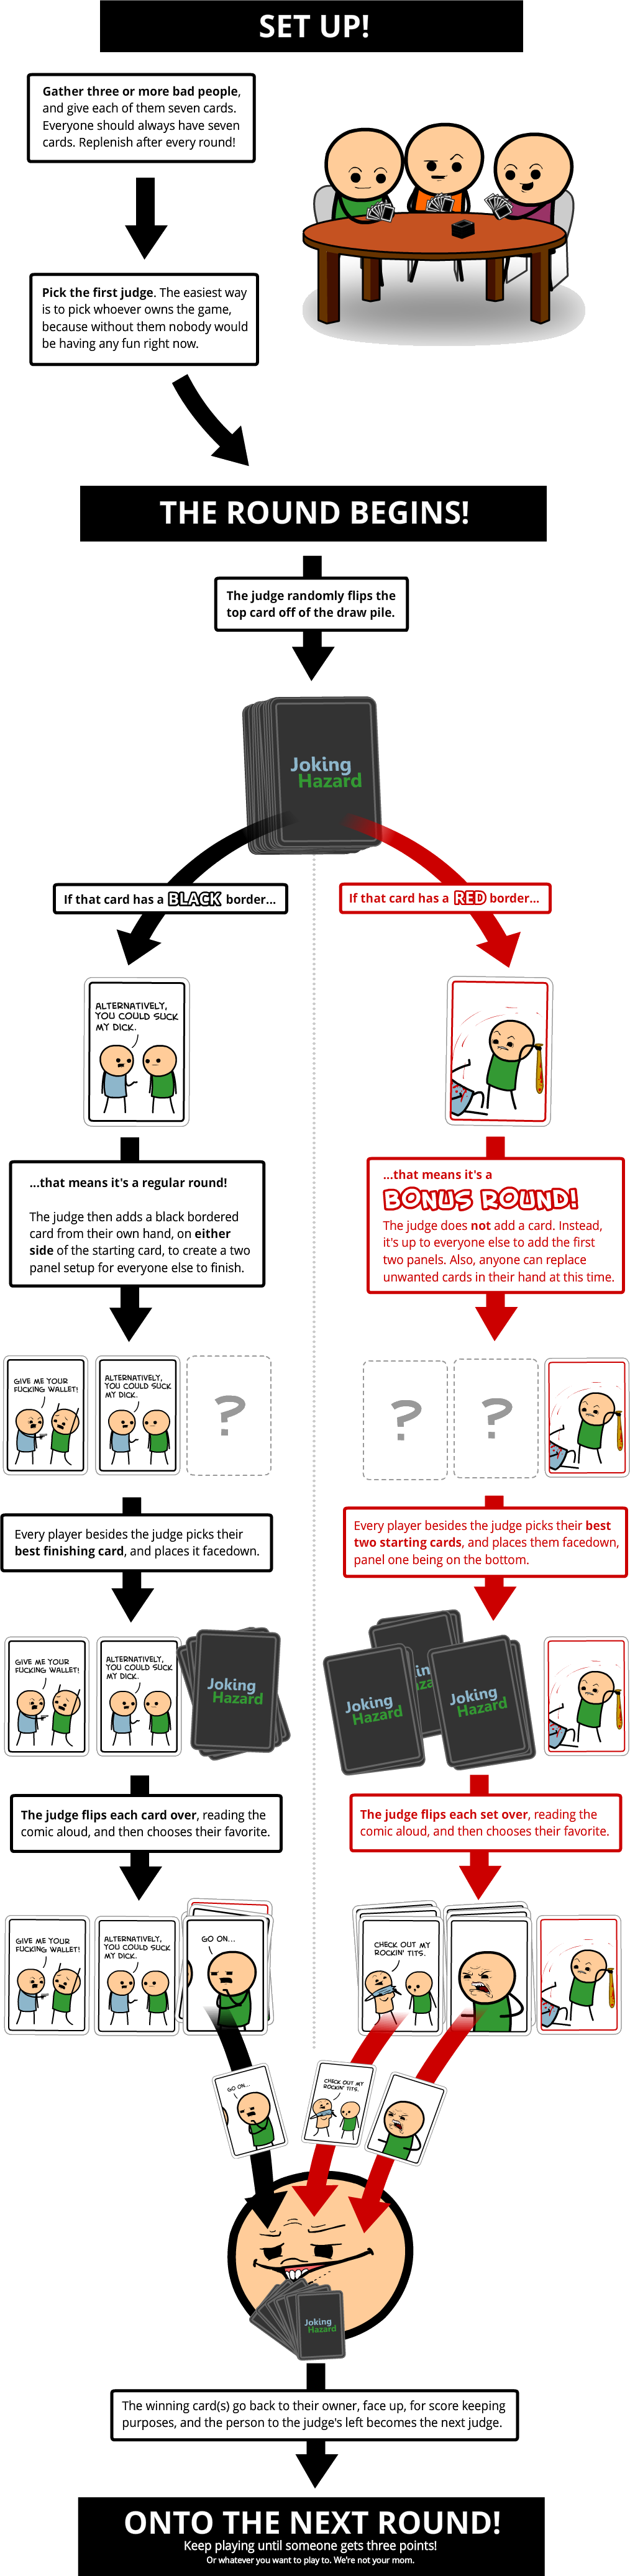 SET UP!
Gather three or more bad people,
and give each of them seven cards.
Everyone should always have seven
cards. Replenish after every round!
Pick the first judge. The easiest way
is to pick whoever owns the game,
because without them nobody would
be having any fun right now.
THE ROUND BEGINS!
The judge randomly flips the
top card off of the draw pile.
Joking
Hazard
If that card has a BLACK border...
If that card has a RED border...
ALTERNATIVELY,
YOU COULD SUCK
MY DICK.
...that means it's a regular round!
The judge then adds a black bordered
card from their own hand, on either
side of the starting card, to create a two
panel setup for everyone else to finish.
...that means it's a
BONUS ROUND!
The judge does not add a card. Instead,
it's up to everyone else to add the first
two panels. Also, anyone can replace
unwanted cards in their hand at this time.
GIVE ME YOUR
FUCKING WALLET!
ALTERNATIVELY,
YOU COULD SUCK
MY DICK.
?
?
?
Every player besides the judge picks their
best finishing card, and places it facedown.
Every player besides the judge picks their best
two starting cards, and places them facedown,
panel one being on the bottom.
GIVE ME YOUR
FUCKING WALLET!
ALTERNATIVELY,
YOU COULD SUCK
MY DICK.
Joking
Hazard
Joking
Hazard
in
za
Joking
Hazard
The judge flips each card over, reading the
comic aloud, and then chooses their favorite.
The judge flips each set over, reading the
comic aloud, and then chooses their favorite.
GIVE ME YOUR
FUCKING WALLET!
ALTERNATIVELY,
YOU COULD SUCK
MY DICK.
GO ON...
CHECK OUT MY
ROCKIN' TITS.
GO ON...
CHECK OUT MY
ROCKIN' TITS.
Joking
Hazard
The winning card(s) go back to their owner, face up, for score keeping
purposes, and the person to the judge's left becomes the next judge.
ONTO THE NEXT ROUND!
Keep playing until someone gets three points!
Or whatever you want to play to. We're not your mom.